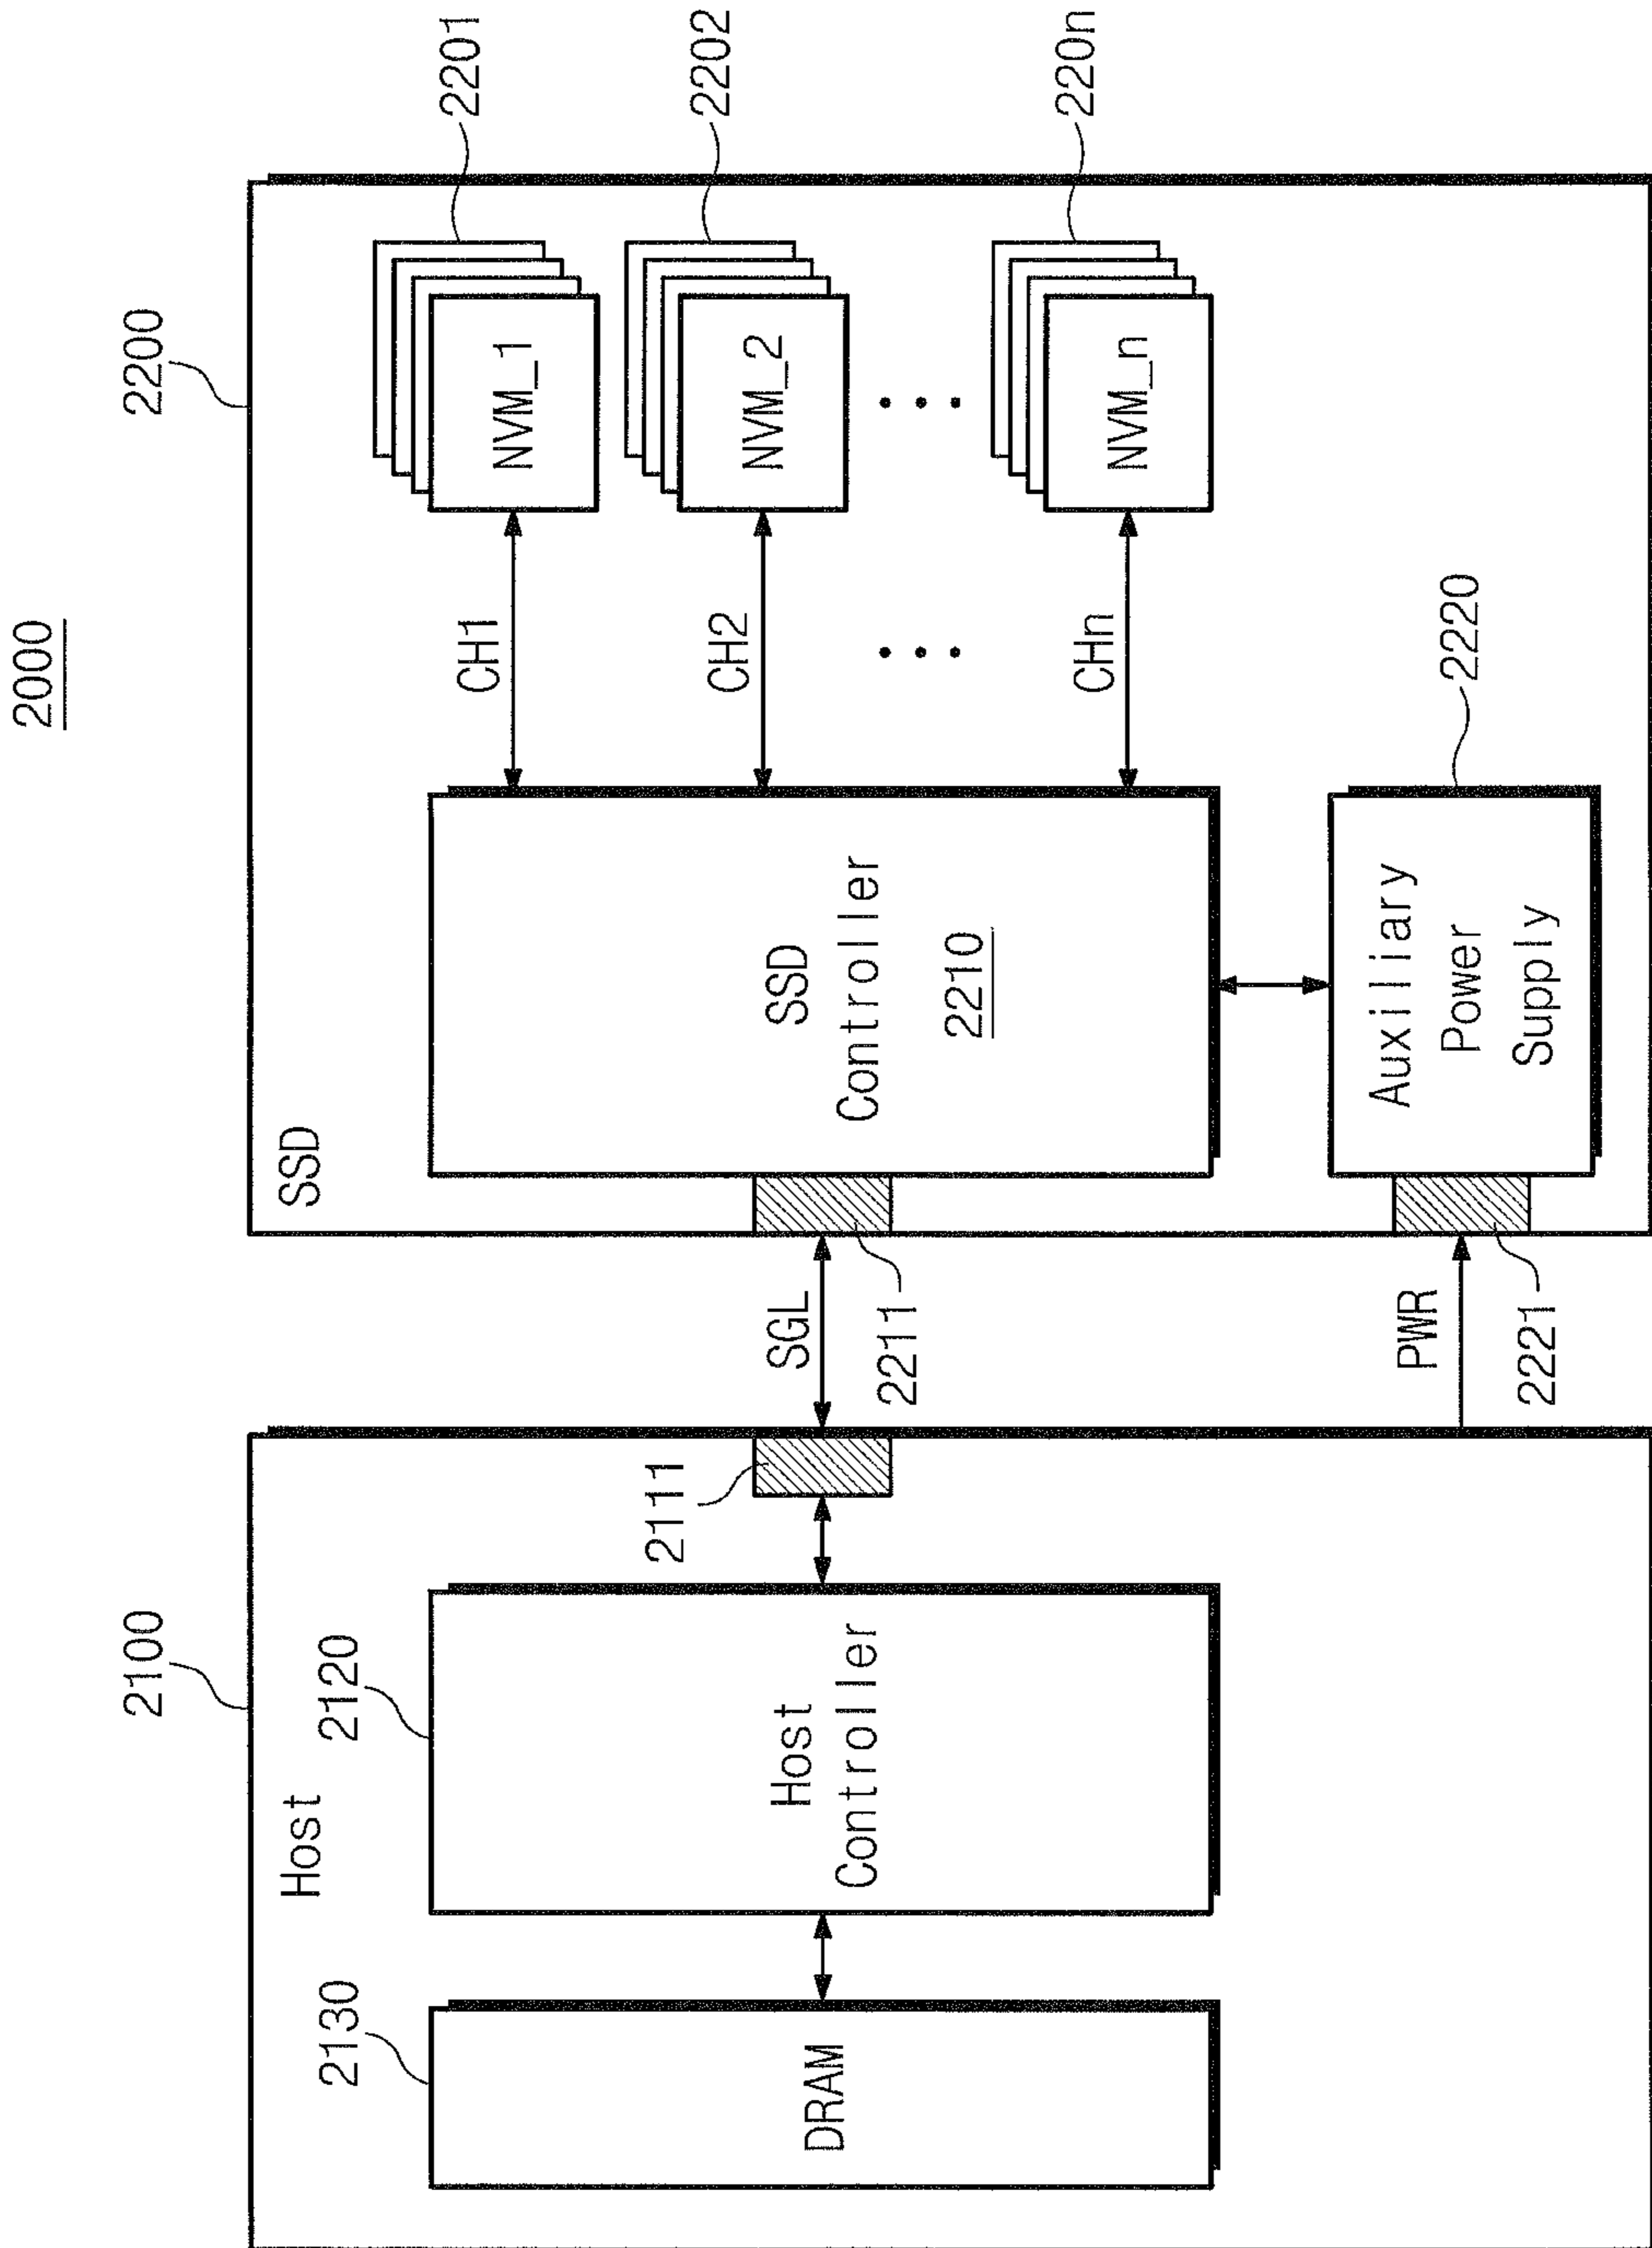 2000
2100
2200
Host
SSD
2130
2120
CH1
NVM_1
2201
2111
CH2
NVM_2
2202
DRAM
Host
Controller
SGL
SSD
Controller
2210
2211
CHn
NVM_n
220n
PWR
Auxiliary
Power
Supply
2220
2221